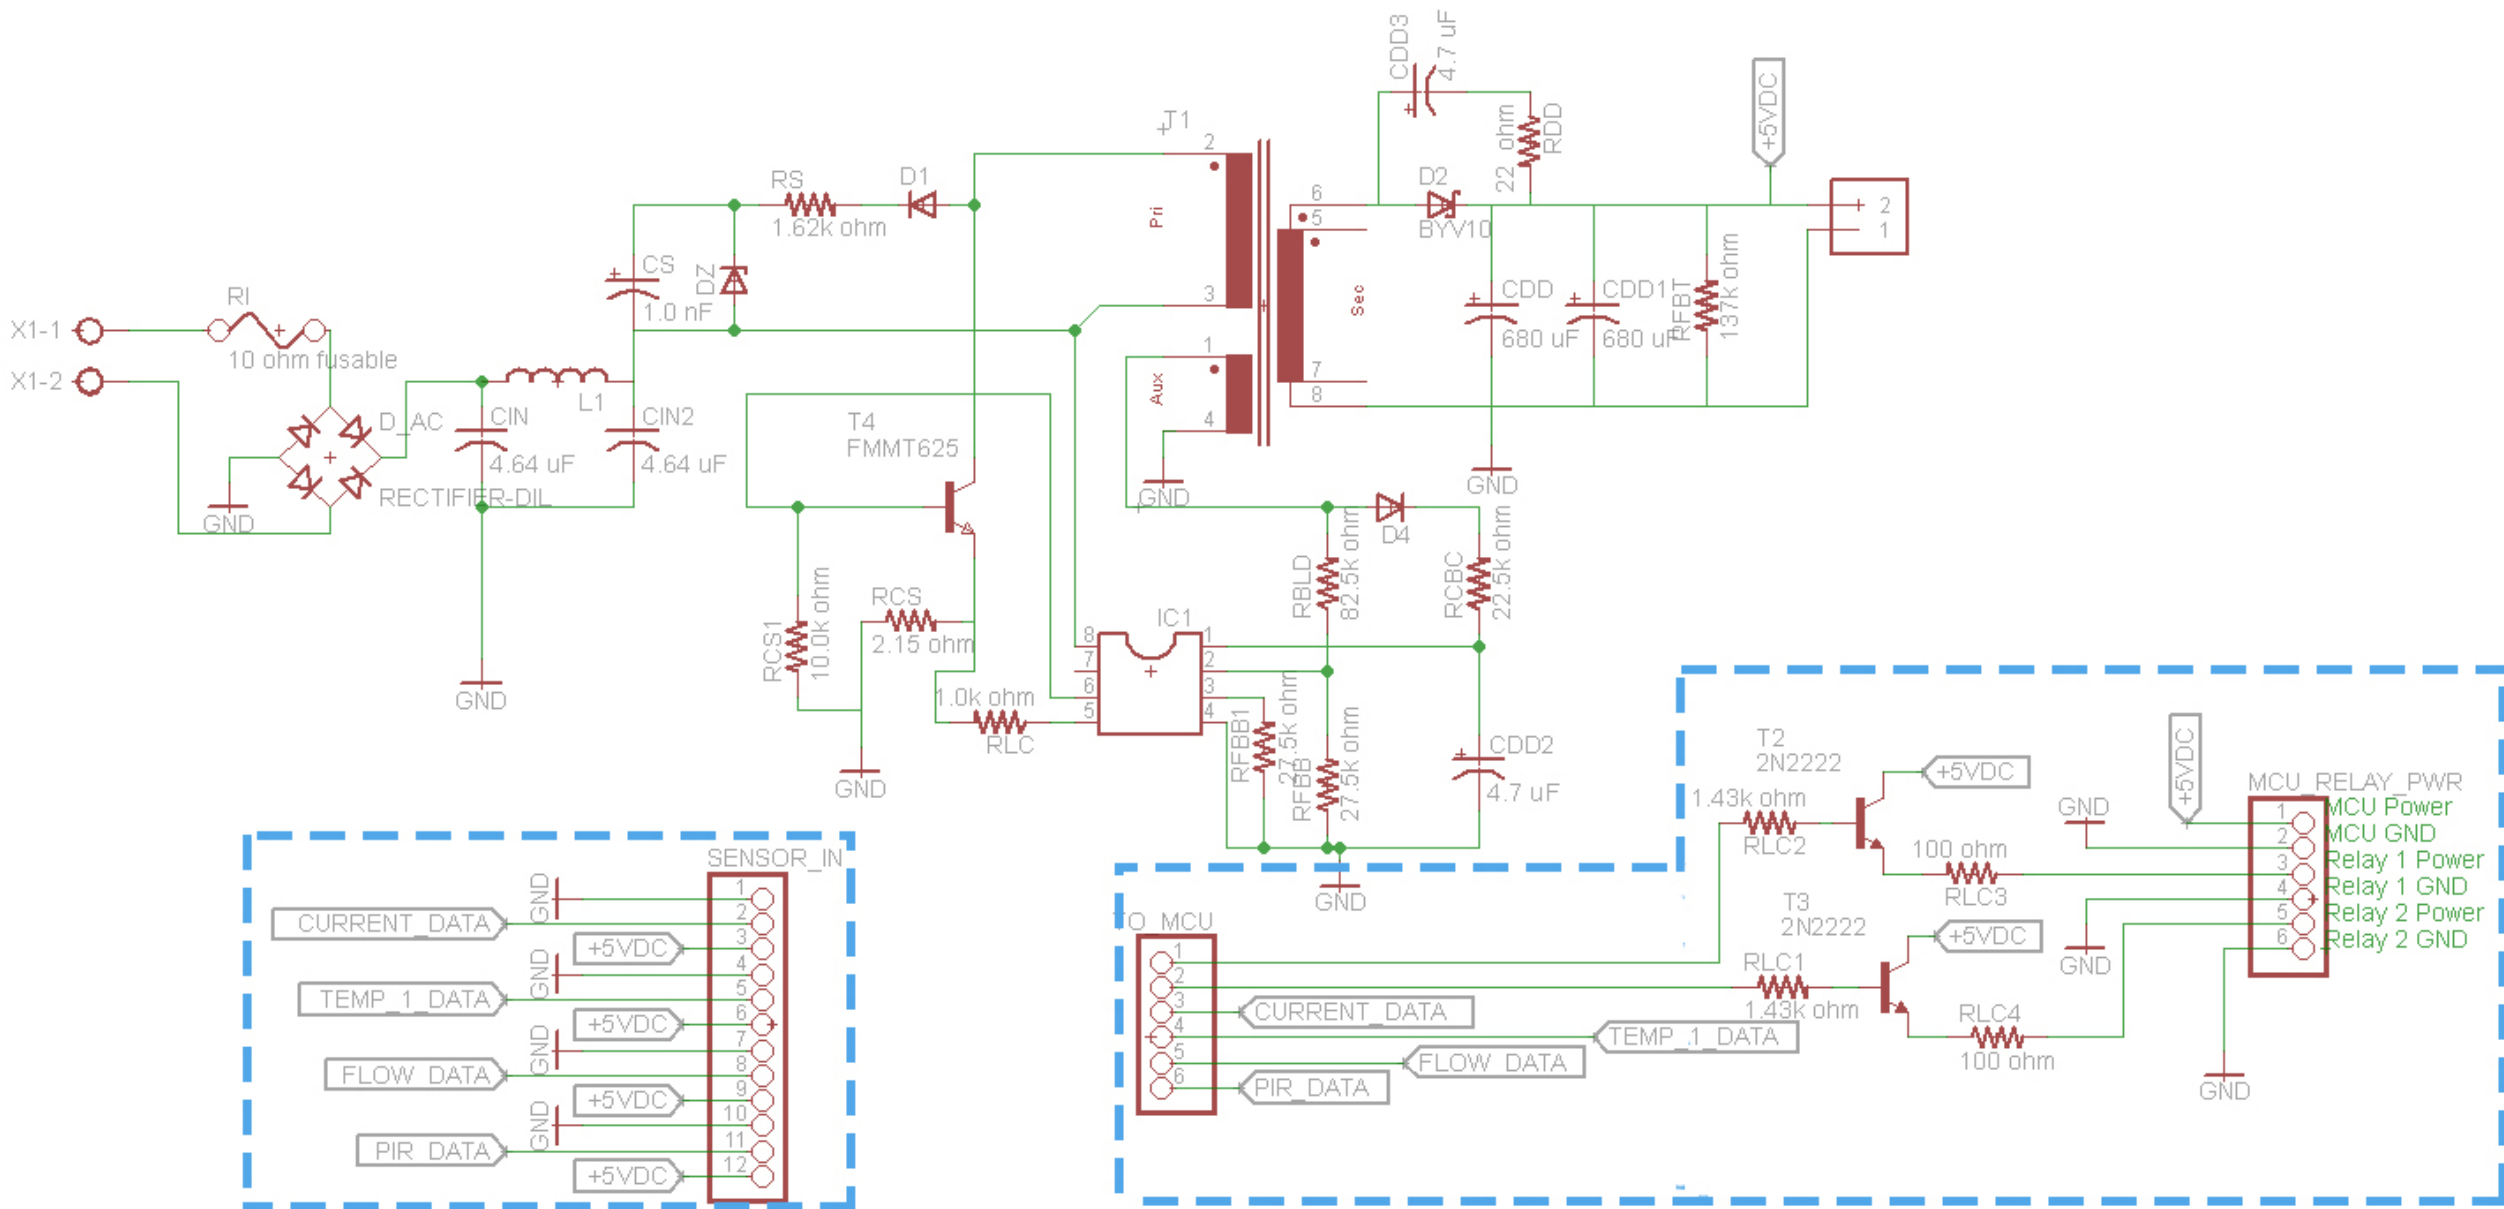 CDD3
4.7 uF
+5VDC
J1
2
22 ohm
RDD
RS
D1
1.62k ohm
Pri
6
5
D2
BYV10
2
1
CS
DZ
1.0 nF
3
Sec
CDD
680 uF
CDD1
680 uF
RFBT
137k ohm
RI
X1-1
10 ohm fusable
X1-2
L1
1
Aux
4
7
8
D_AC
CIN
CIN2
4.64 uF
4.64 uF
T4
FMMT625
RECTIFIER-DIL
GND
GND
GND
D4
RBLD
82.5k ohm
RCBC
22.5k ohm
RCS1
10.0k ohm
RCS
2.15 ohm
IC1
8
7
6
5
1
2
3
4
GND
1.0k ohm
RLC
RFBB1
27.5k ohm
RFBB
27.5k ohm
CDD2
4.7 uF
GND
GND
T2
2N2222
+5VDC
1.43k ohm
RLC2
100 ohm
RLC3
GND
+5VDC
MCU_RELAY_PWR
1
MCU Power
2
MCU GND
3
Relay 1 Power
4
Relay 1 GND
5
Relay 2 Power
6
Relay 2 GND
T3
2N2222
+5VDC
RLC1
1.43k ohm
RLC4
100 ohm
GND
GND
SENSOR_IN
GND
1
CURRENT_DATA
2
+5VDC
3
GND
4
TEMP_1_DATA
5
+5VDC
6
GND
7
FLOW_DATA
8
+5VDC
9
GND
10
PIR_DATA
11
+5VDC
12
TO_MCU
1
2
3
CURRENT_DATA
4
TEMP_1_DATA
5
FLOW_DATA
6
PIR_DATA